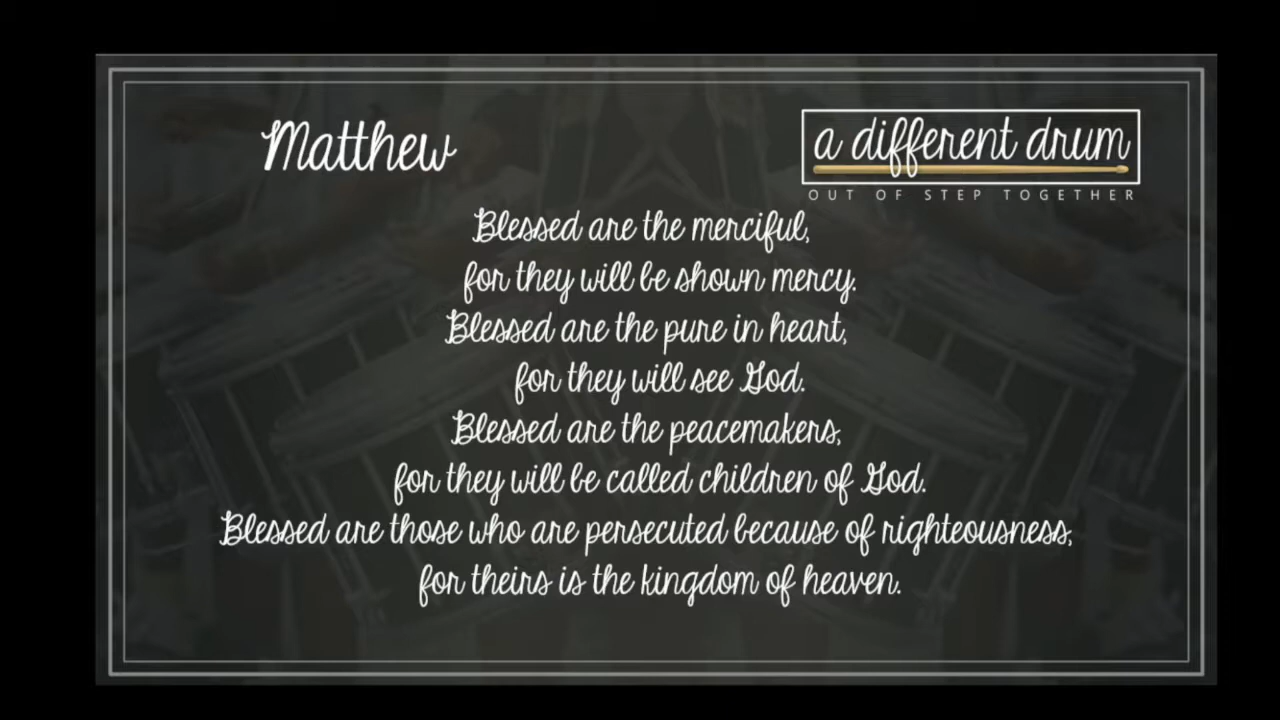 Matthew
a different drum
OUT OF STEP TOGETHER
Blessed are the merciful,
for they will be shown mercy.
Blessed are the pure in heart,
for they will see God.
Blessed are the peacemakers,
for they will be called children of God.
Blessed are those who are persecuted because of righteousness,
for theirs is the kingdom of heaven.